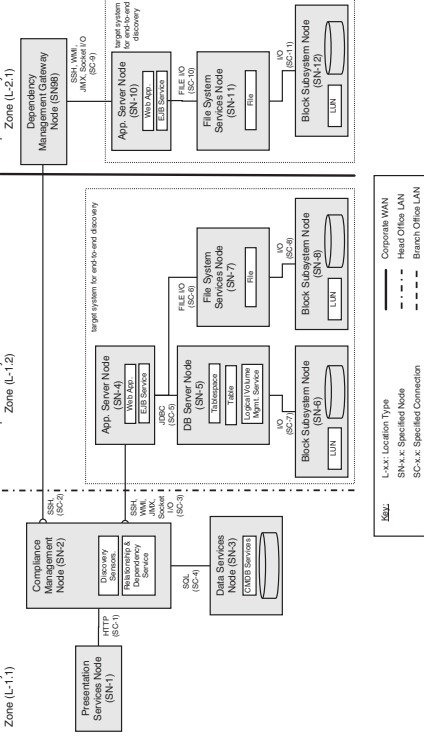 Zone (L-1.1)
Presentation
Services Node
(SN-1)
HTTP
(SC-1)
Compliance
Management
Node (SN-2)
Discovery
Sensors.
Relationship &
Dependency
Service
SQL
(SC-4)
Data Services
Node (SN-3)
CMDB Services
SSH,
(SC-2)
SSH,
WMI,
JMX,
Socket
I/O
(SC-3)
Zone (L-1.2)
target system for end-to-end discovery
App. Server Node
(SN-4)
Web App.
EJB Service
JDBC
(SC-5)
FILE I/O
(SC-6)
DB Server Node
(SN-5)
Tablespace
Table
Logical Volume
Mgmt. Service
File System
Services Node
(SN-7)
File
I/O
(SC-7)
I/O
(SC-8)
Block Subsystem Node
(SN-6)
LUN
Block Subsystem Node
(SN-8)
LUN
Zone (L-2.1)
Dependency
Management Gateway
SSH, WMI,
JMX, Socket I/O
(SC-9)
target system
for end-to-end
discovery
App. Server Node
(SN-10)
Web App.
EJB Service
FILE I/O
(SC-10)
File System
Services Node
(SN-11)
File
I/O
(SC-11)
Block Subsystem Node
(SN-12)
LUN
Key:
L-x.x: Location Type
SN-x.x: Specified Node
SC-x.x: Specified Connection
Corporate WAN
Head Office LAN
Branch Office LAN